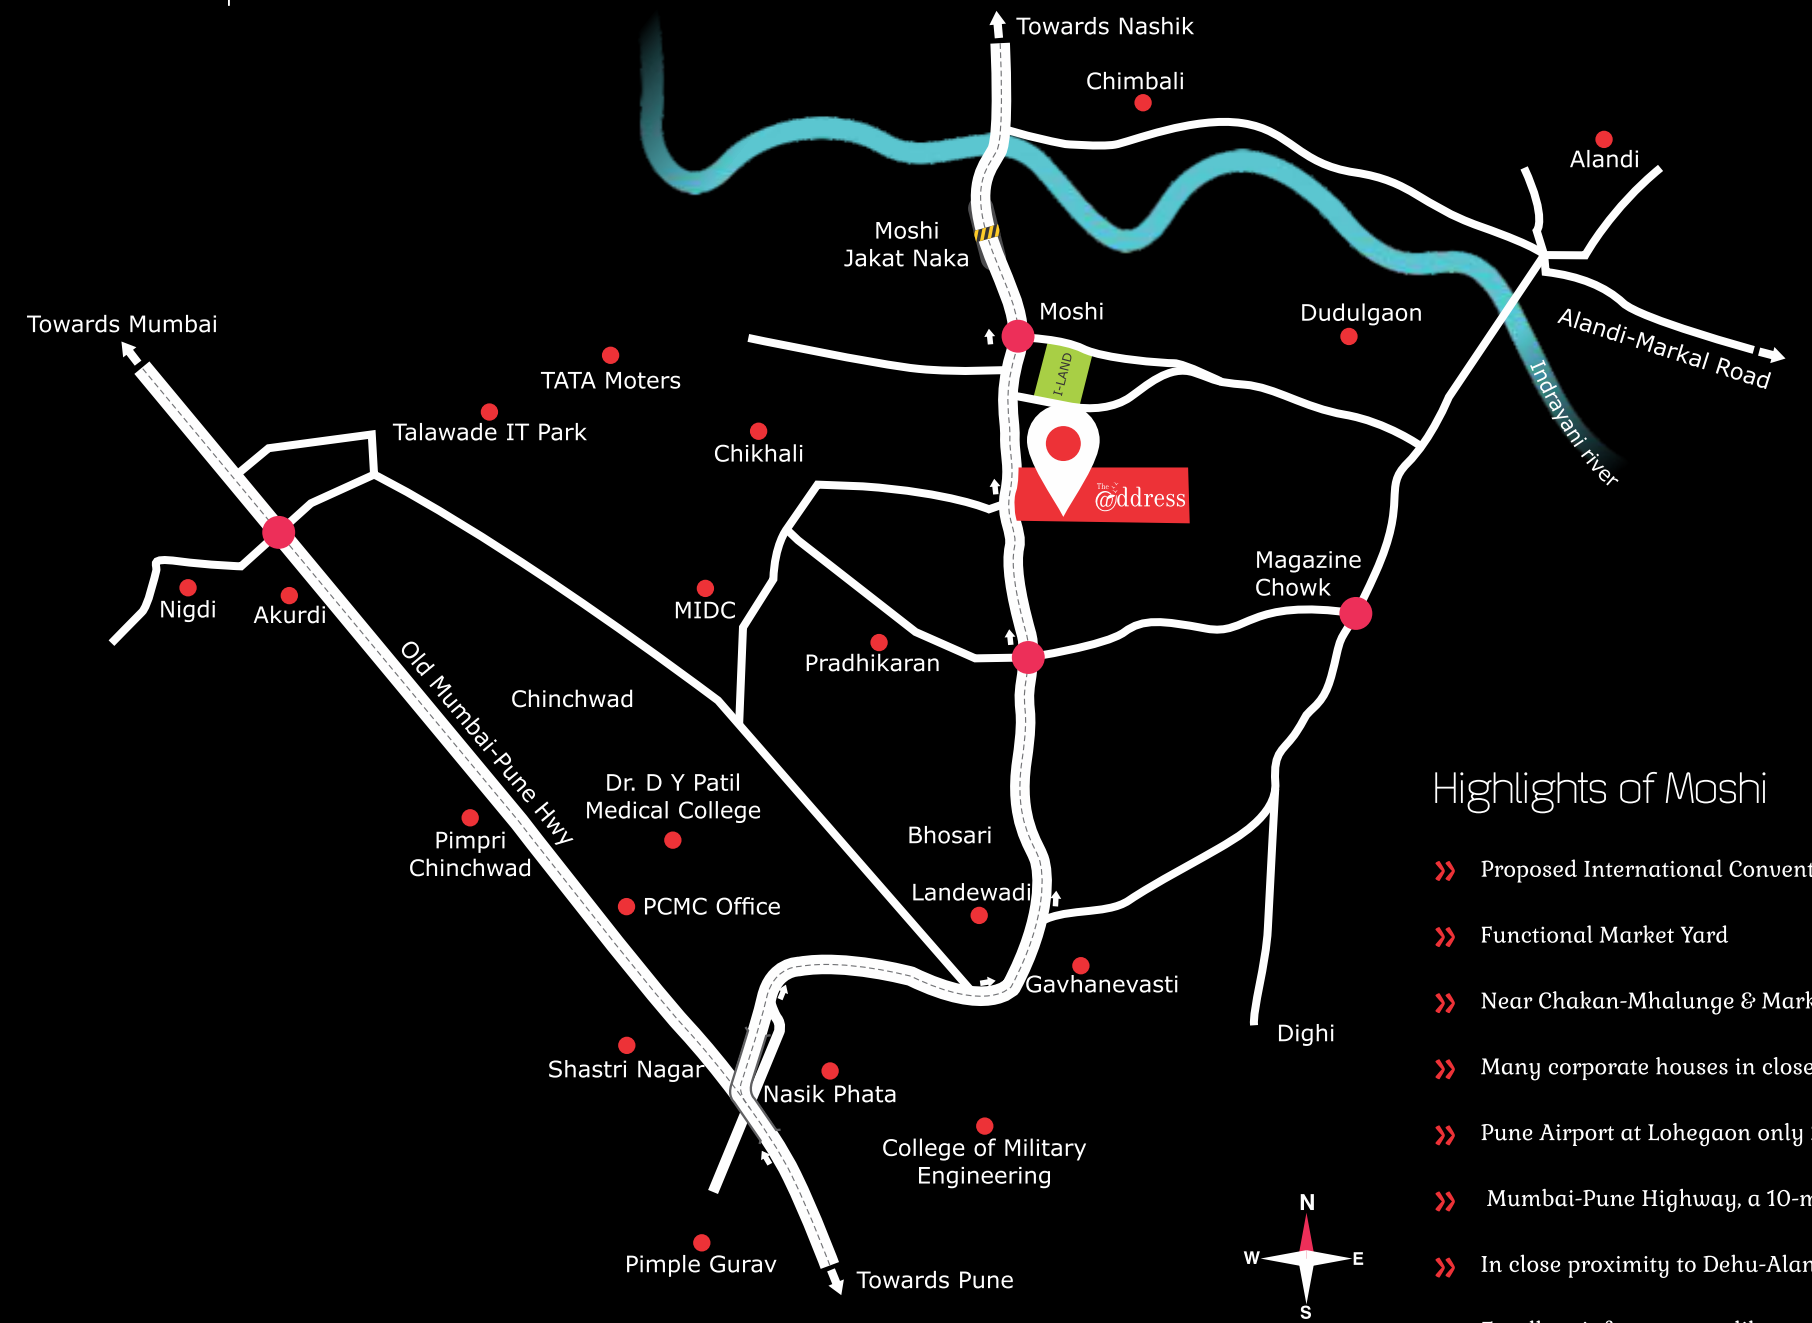 Towards Nashik
Chimbali
Alandi
Moshi
Jakat Naka
Towards Mumbai
Moshi
Dudulgaon
Alandi-Markal Road
TATA Moters
I-LAND
Indrayani river
Talawade IT Park
Chikhali
The
@ddress
Magazine
Chowk
Nigdi
Akurdi
MIDC
Pradhikaran
Old Mumbai-Pune Hwy
Chinchwad
Dr. D Y Patil
Medical College
Pimpri
Chinchwad
Bhosari
Landewadi
PCMC Office
Gavhanevasti
Dighi
Shastri Nagar
Nasik Phata
College of Military
Engineering
Pimple Gurav
Towards Pune
N
W E
S
Highlights of Moshi
Proposed International Convent
Functional Market Yard
Near Chakan-Mhalunge & Mark
Many corporate houses in close
Pune Airport at Lohegaon only
Mumbai-Pune Highway, a 10-m
In close proximity to Dehu-Alan